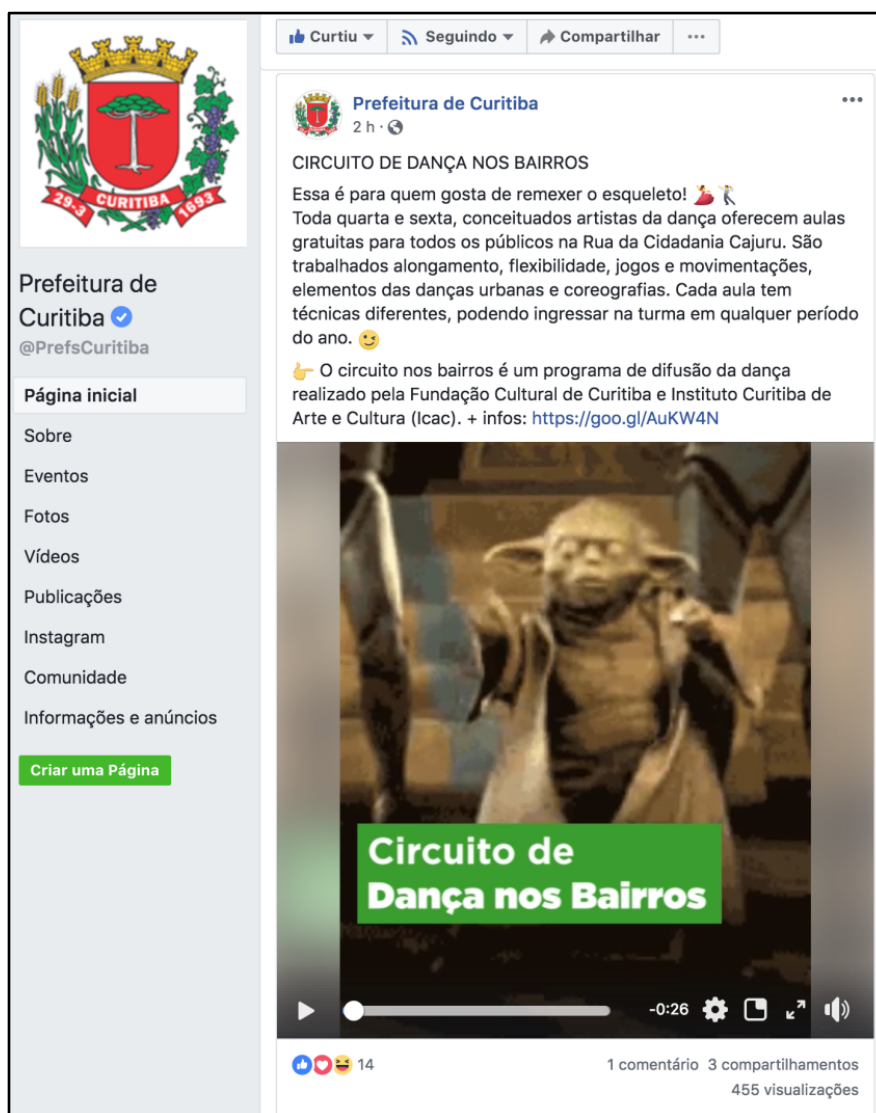 29-3 CURITIBA 1693
Prefeitura de
Curitiba
@PrefsCuritiba
Página inicial
Sobre
Eventos
Fotos
Vídeos
Publicações
Instagram
Comunidade
Informações e anúncios
Criar uma Página
Curtiu
Seguindo
Compartilhar
Prefeitura de Curitiba
2 h ·
CIRCUITO DE DANÇA NOS BAIRROS
Essa é para quem gosta de remexer o esqueleto! 💃🕺
Toda quarta e sexta, conceituados artistas da dança oferecem aulas
gratuitas para todos os públicos na Rua da Cidadania Cajuru. São
trabalhados alongamento, flexibilidade, jogos e movimentações,
elementos das danças urbanas e coreografias. Cada aula tem
técnicas diferentes, podendo ingressar na turma em qualquer período
do ano. 😉
👉 O circuito nos bairros é um programa de difusão da dança
realizado pela Fundação Cultural de Curitiba e Instituto Curitiba de
Arte e Cultura (Icac). + infos: https://goo.gl/AuKW4N
Circuito de
Dança nos Bairros
-0:26
14
1 comentário 3 compartilhamentos
455 visualizações